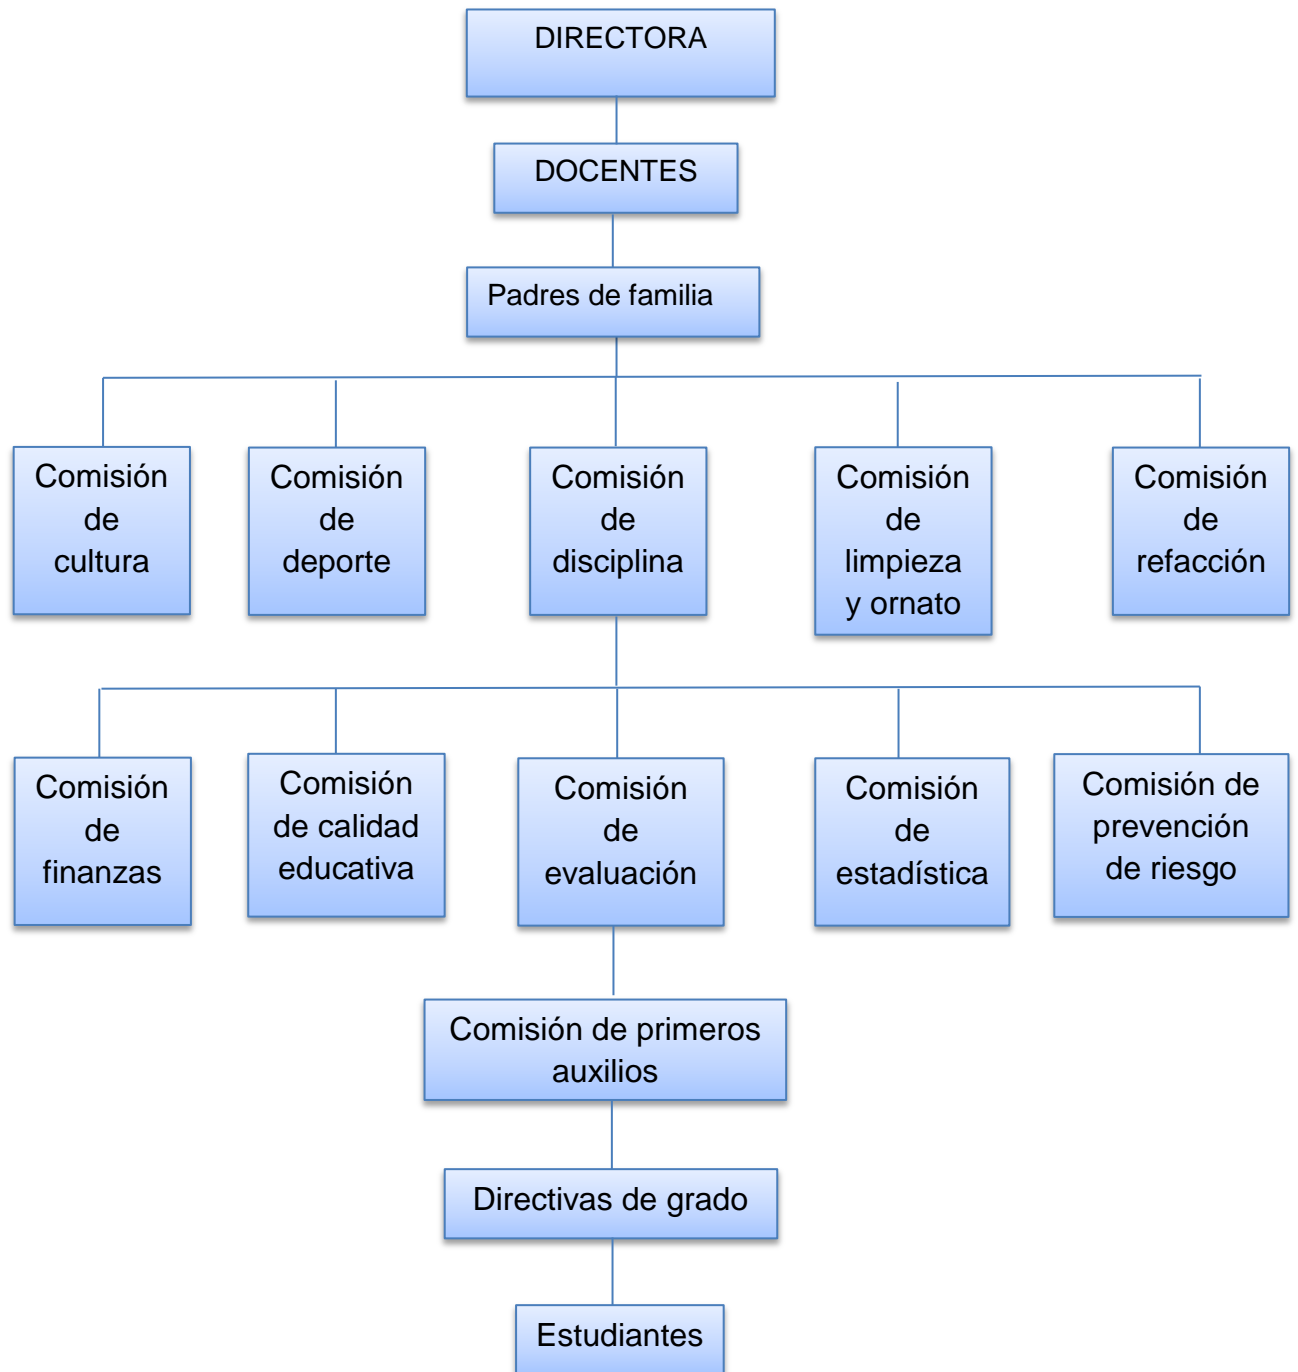 DIRECTORA
DOCENTES
Padres de familia
Comisión
de
cultura
Comisión
de
deporte
Comisión
de
disciplina
Comisión
de
limpieza
y ornato
Comisión
de
refacción
Comisión
de
finanzas
Comisión
de calidad
educativa
Comisión
de
evaluación
Comisión
de
estadística
Comisión de
prevención
de riesgo
Comisión de primeros
auxilios
Directivas de grado
Estudiantes